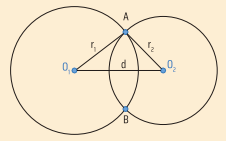 A
r₁ r₂
O₁ d O₂
B